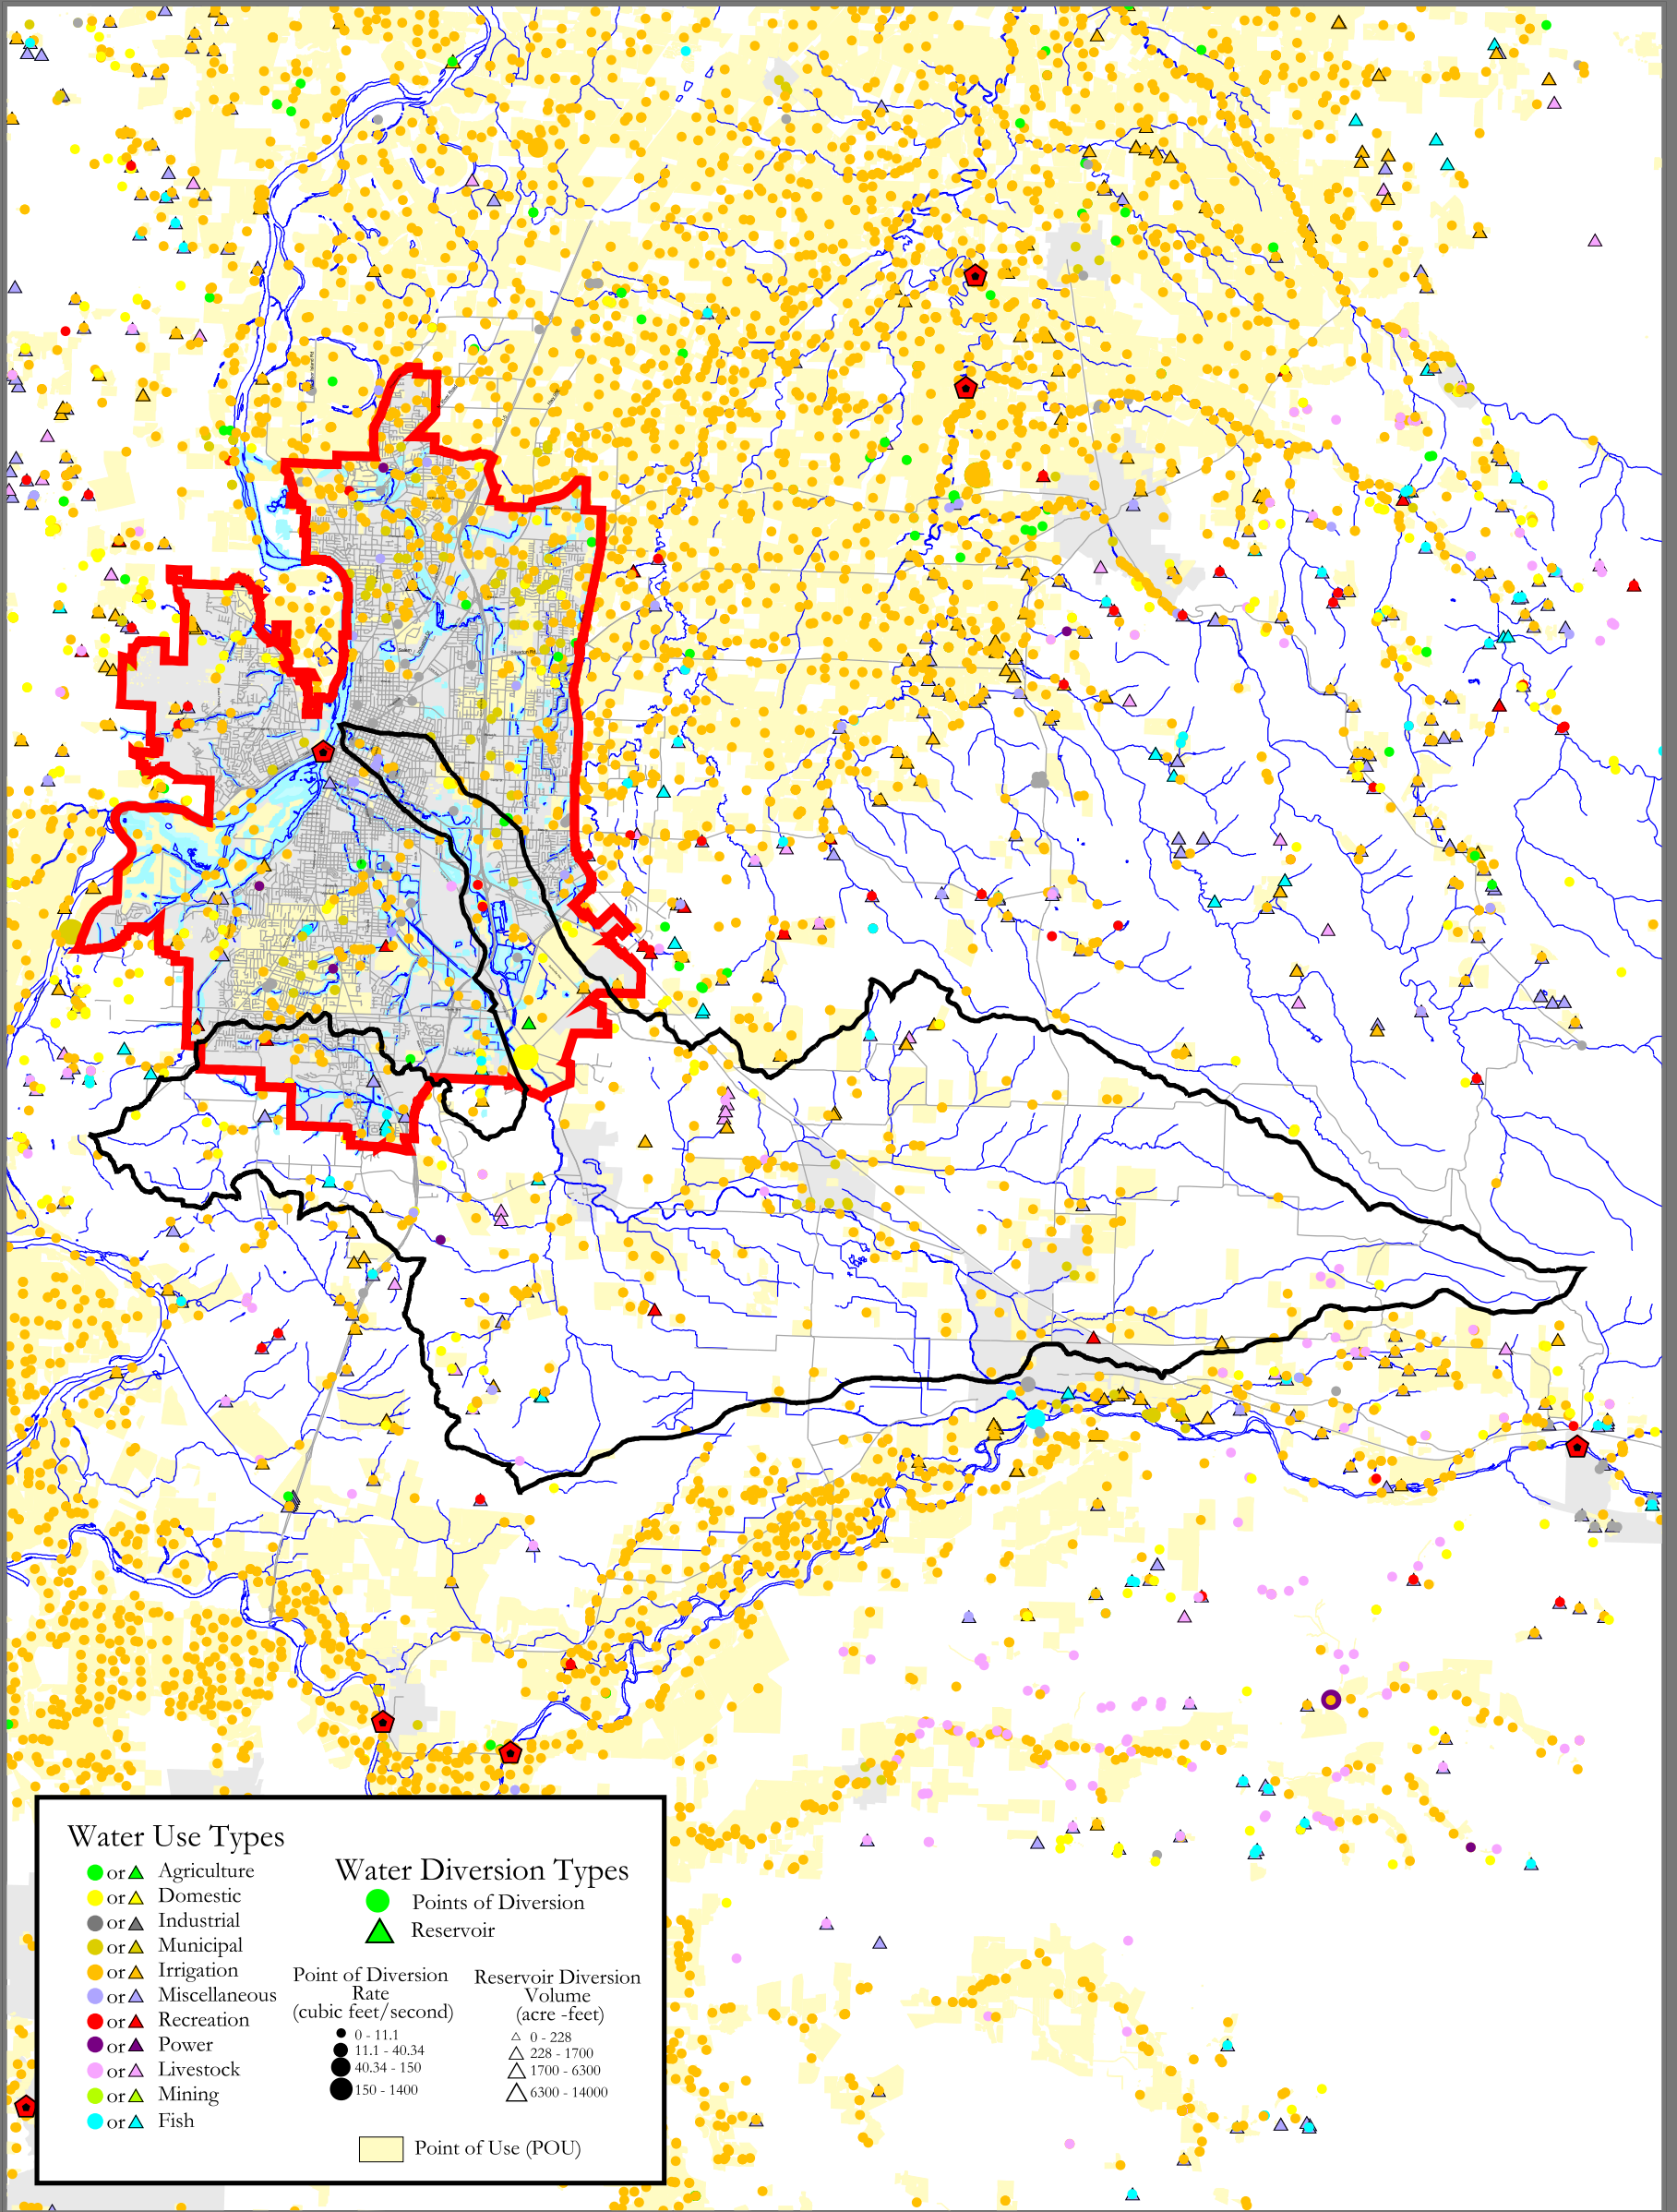 Silverton Rd
Water Use Types
or Agriculture
or Domestic
or Industrial
or Municipal
or Irrigation
or Miscellaneous
or Recreation
or Power
or Livestock
or Mining
or Fish
Water Diversion Types
Points of Diversion
Reservoir
Point of Diversion
Rate
(cubic feet/second)
0 - 11.1
11.1 - 40.34
40.34 - 150
150 - 1400
Reservoir Diversion
Volume
(acre -feet)
0 - 228
228 - 1700
1700 - 6300
6300 - 14000
Point of Use (POU)